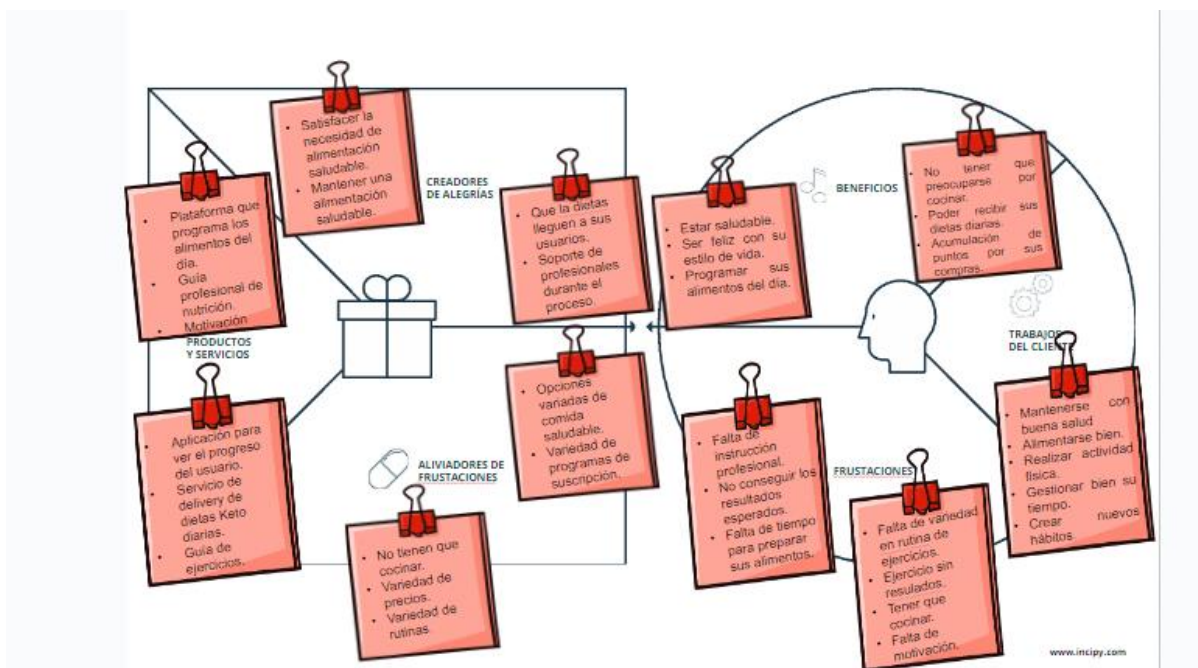 • Satisfacer la
necesidad de
alimentación
saludable.
• Mantener una
alimentación
saludable.
CREADORES
DE ALEGRÍAS
• Plataforma que
programa los
alimentos del
día.
• Guía
profesional de
nutrición.
• Motivación
PRODUCTOS
Y SERVICIOS
• Que la dietas
lleguen a sus
usuarios.
• Soporte de
profesionales
durante el
proceso.
• Aplicación para
ver el progreso
del usuario.
• Servicio de
delivery de
dietas Keto
diarias.
• Guía de
ejercicios.
ALIVIADORES DE
FRUSTACIONES
• Opciones
variadas de
comida
saludable.
• Variedad de
programas de
suscripción.
• No tienen que
cocinar.
• Variedad de
precios.
• Variedad de
rutinas.
• Estar saludable.
• Ser feliz con su
estilo de vida.
• Programar sus
alimentos del día.
BENEFICIOS
• No tener que
preocuparse por
cocinar.
• Poder recibir sus
dietas diarias.
• Acumulación de
puntos por sus
compras.
TRABAJOS
DEL CLIENTE
• Mantenerse con
buena salud
• Alimentarse bien.
• Realizar actividad
física.
• Gestionar bien su
tiempo.
• Crear nuevos
hábitos.
• Falta de
instrucción
profesional.
• No conseguir los
resultados
esperados.
• Falta de tiempo
para preparar
sus alimentos.
FRUSTACIONES
• Falta de variedad
en rutina de
ejercicios.
• Ejercicio sin
resulados.
• Tener que
cocinar.
• Falta de
motivación.
www.incipy.com